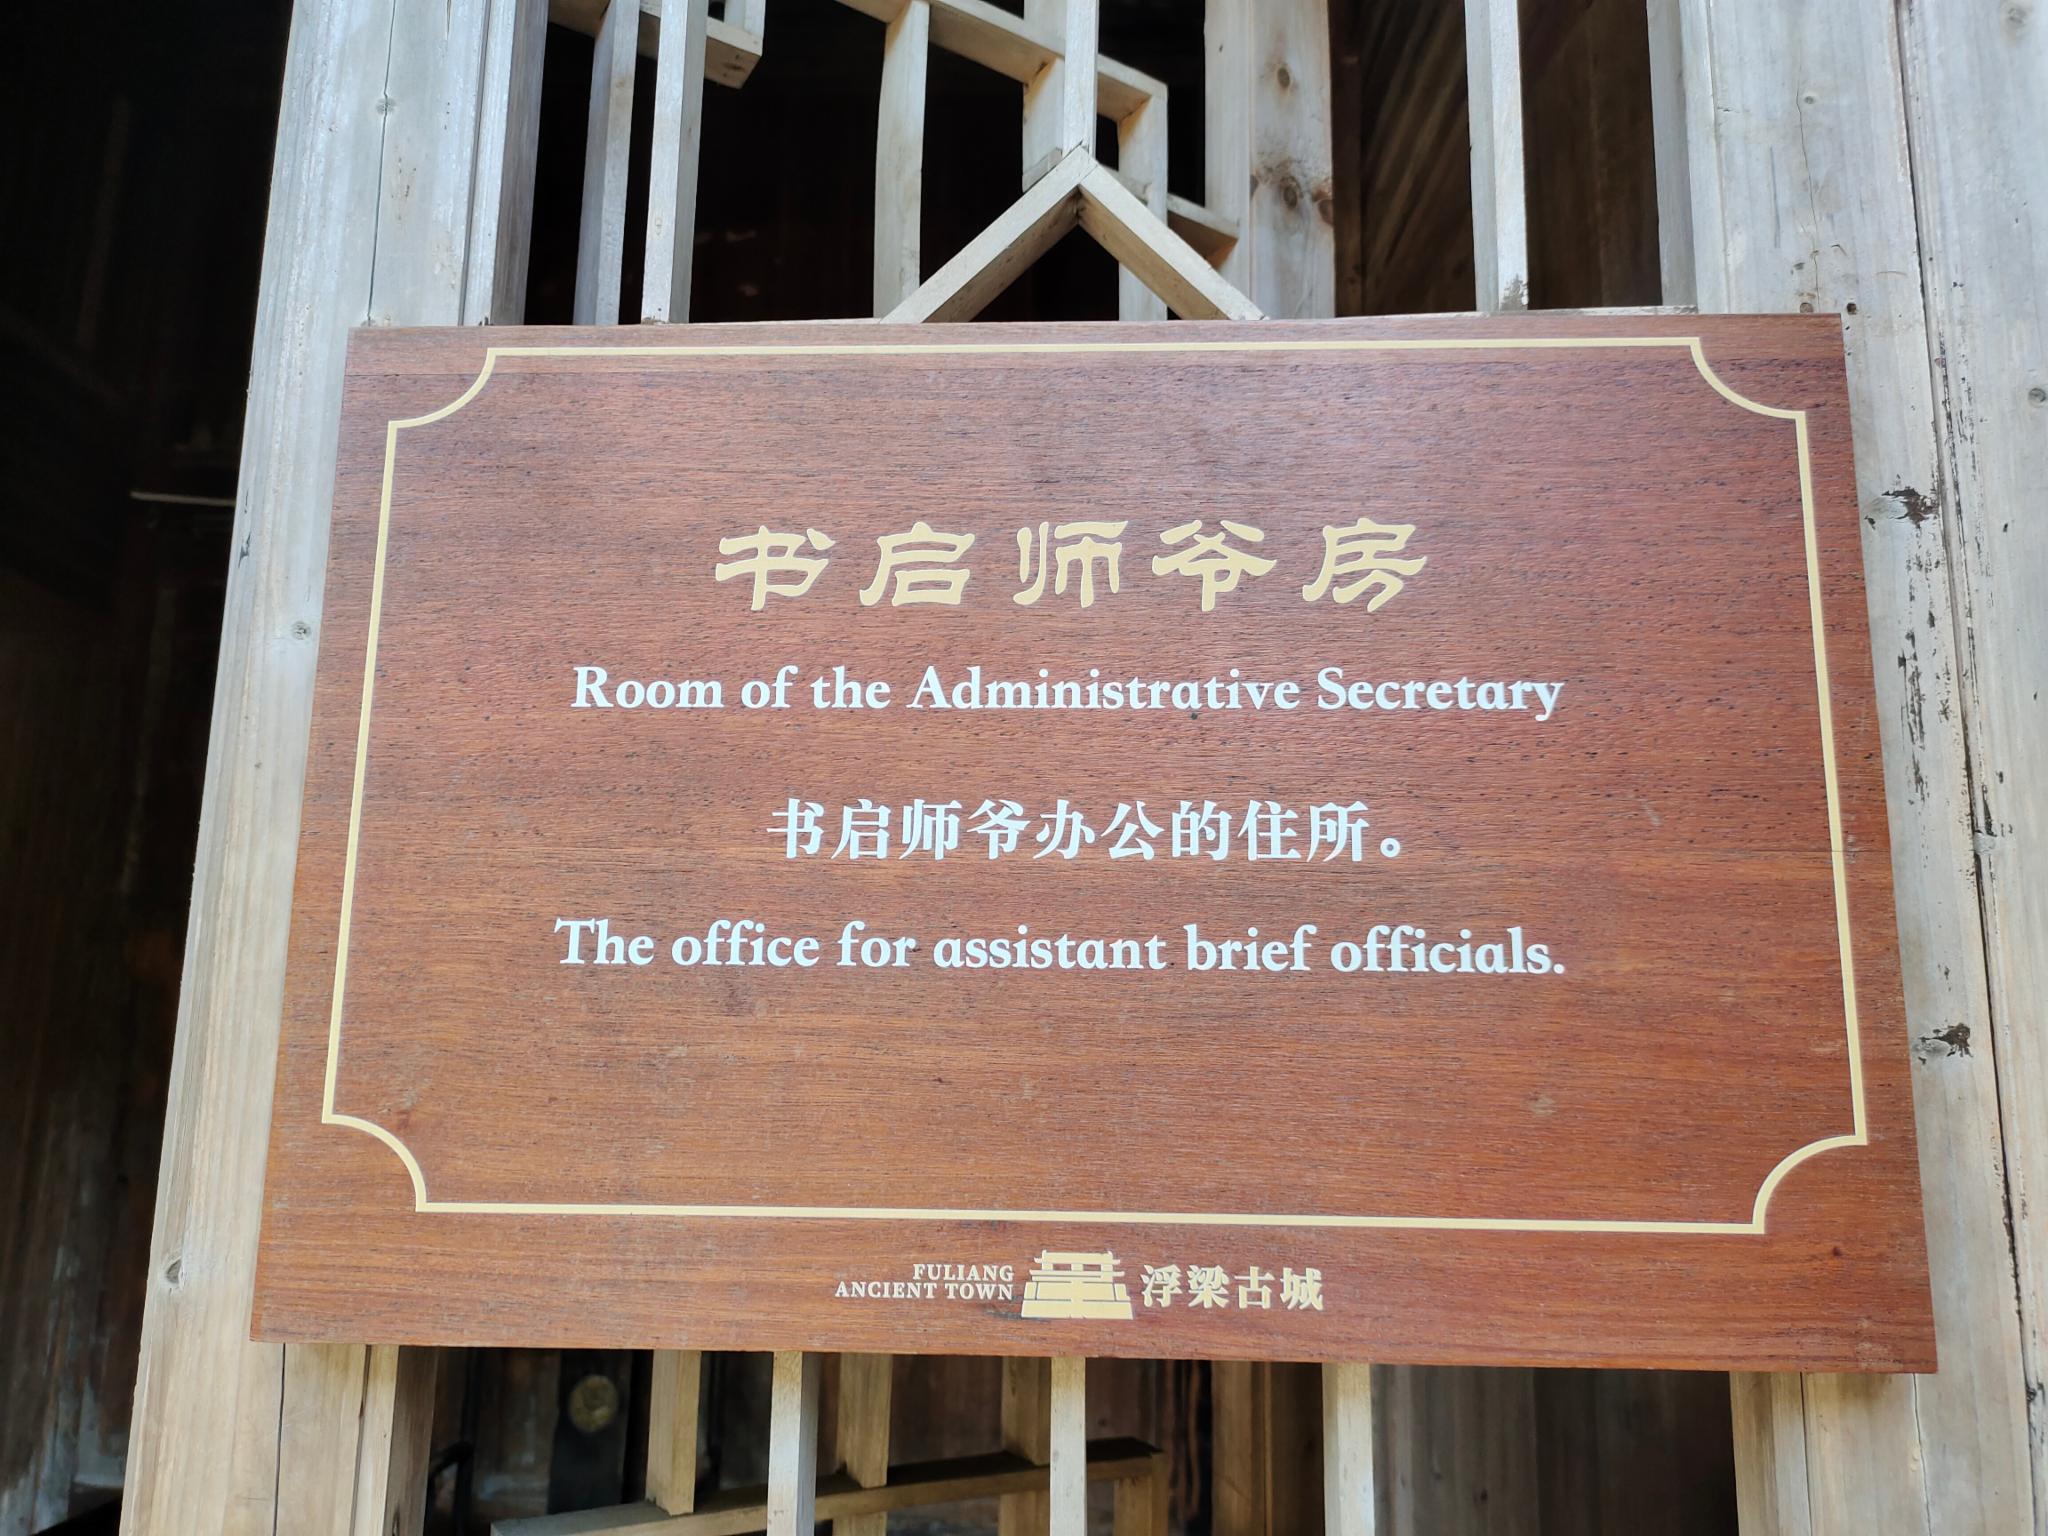 书启师爷房
Room of the Administrative Secretary
书启师爷办公的住所。
The office for assistant brief officials.
FULIANG
ANCIENT TOWN
浮梁古城